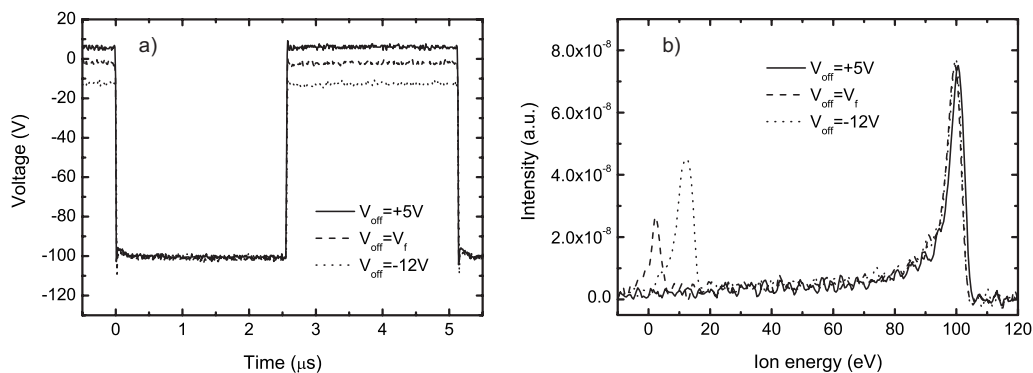 a)
20
0
-20
-40
-60
-80
-100
-120
Voltage (V)
V_off=+5V
V_off=V_f
V_off=-12V
0 1 2 3 4 5
Time (μs)
b)
8.0x10^-8
6.0x10^-8
4.0x10^-8
2.0x10^-8
0.0
Intensity (a.u.)
V_off=+5V
V_off=V_f
V_off=-12V
0 20 40 60 80 100 120
Ion energy (eV)